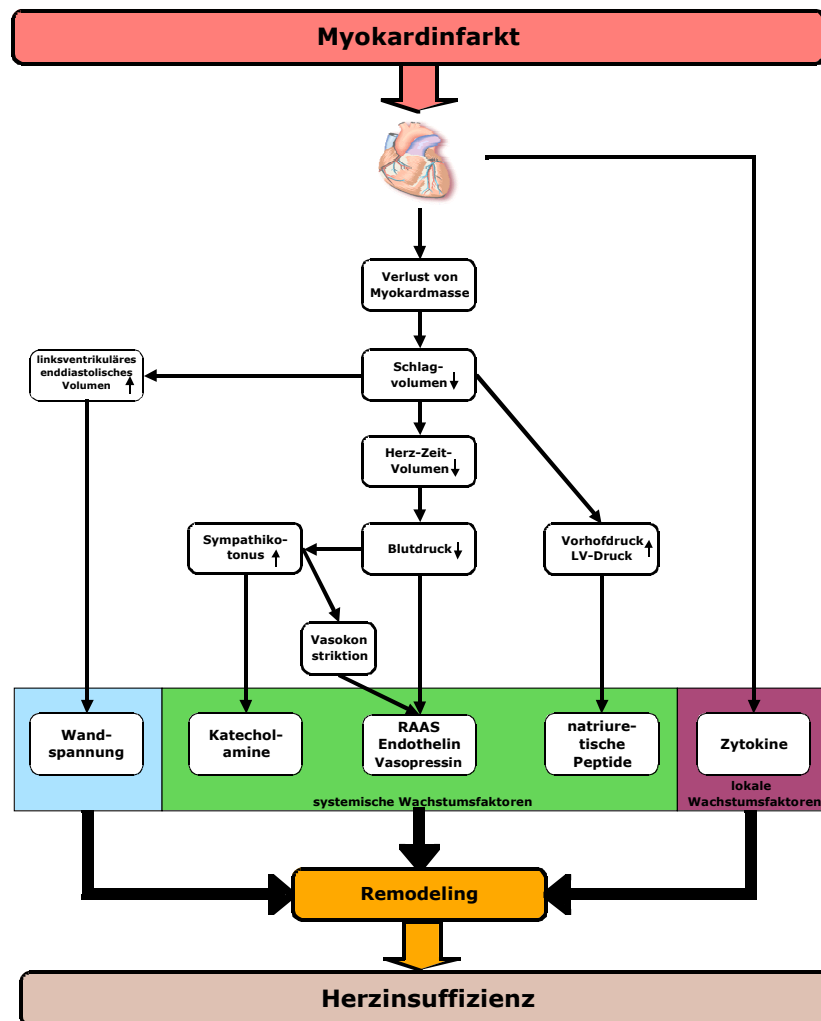 Myokardinfarkt
Verlust von
Myokardmasse
linksventrikuläres
enddiastolisches
Volumen
Schlag-
volumen
Herz-Zeit-
Volumen
Sympathiko-
tonus
Blutdruck
Vorhofdruck
LV-Druck
Vasokon
striktion
Wand-
spannung
Katechol-
amine
RAAS
Endothelin
Vasopressin
natriure-
tische
Peptide
Zytokine
systemische Wachstumsfaktoren
lokale
Wachstumsfaktoren
Remodeling
Herzinsuffizienz